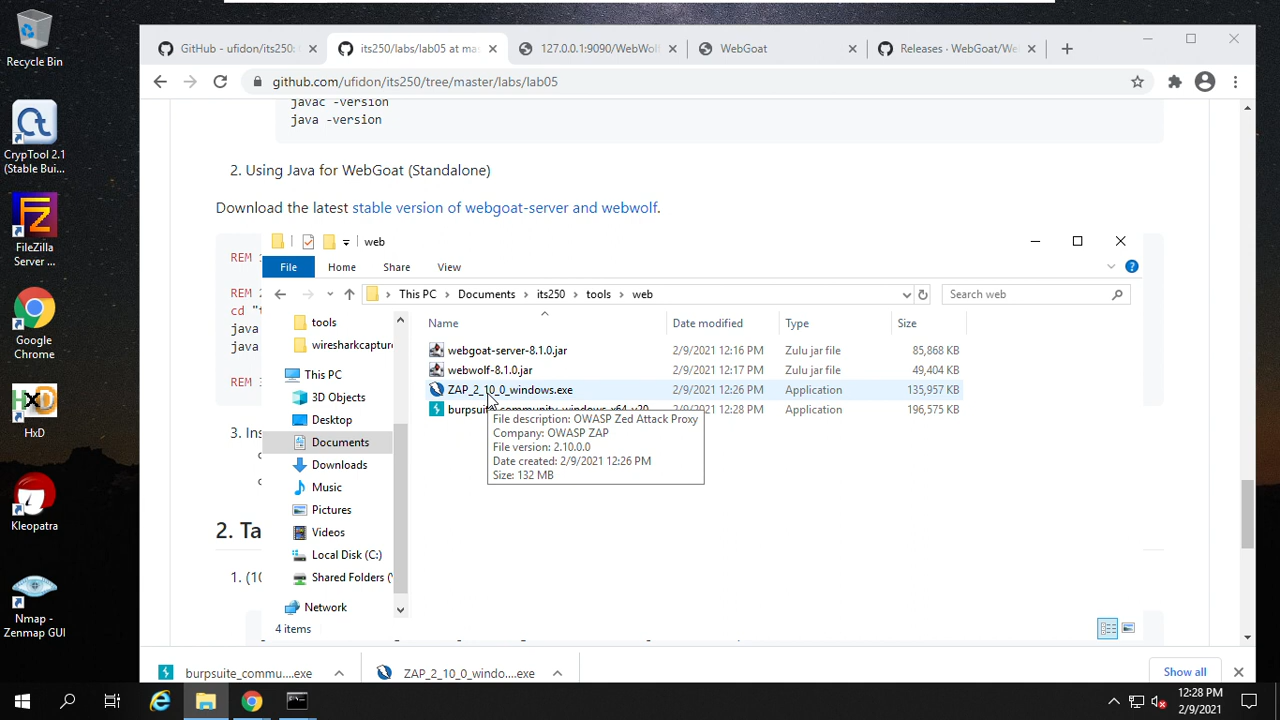 Recycle Bin
CrypTool 2.1
(Stable Bui...
FileZilla
Server ...
Google
Chrome
HxD
Kleopatra
Nmap -
Zenmap GUI
GitHub - ufidon/its250:
its250/labs/lab05 at mas
127.0.0.1:9090/WebWol
WebGoat
Releases · WebGoat/We
github.com/ufidon/its250/tree/master/labs/lab05
javac -version
java -version
2. Using Java for WebGoat (Standalone)
Download the latest stable version of webgoat-server and webwolf.
REM
REM 2
cd "t
java
java
REM 3
3. Ins
2. Ta
1. (10
web
File
Home
Share
View
This PC
Documents
its250
tools
web
Search web
Name
Date modified
Type
Size
webgoat-server-8.1.0.jar 2/9/2021 12:16 PM Zulu jar file 85,868 KB
webwolf-8.1.0.jar 2/9/2021 12:17 PM Zulu jar file 49,404 KB
ZAP_2_10_0_windows.exe 2/9/2021 12:26 PM Application 135,957 KB
burpsuite_community_windows-x64_v20... 2/9/2021 12:28 PM Application 196,575 KB
File description: OWASP Zed Attack Proxy
Company: OWASP ZAP
File version: 2.10.0.0
Date created: 2/9/2021 12:26 PM
Size: 132 MB
tools
wiresharkcapture
This PC
3D Objects
Desktop
Documents
Downloads
Music
Pictures
Videos
Local Disk (C:)
Shared Folders (\
Network
4 items
burpsuite_commu....exe
ZAP_2_10_0_windo....exe
Show all
12:28 PM
2/9/2021